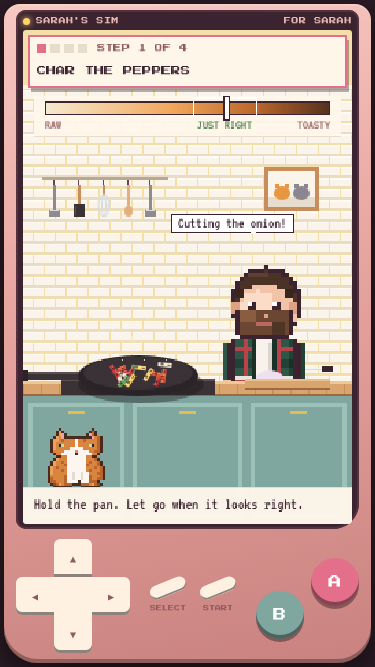 SARAH'S SIM
FOR SARAH
STEP 1 OF 4
CHAR THE PEPPERS
RAW
JUST RIGHT
TOASTY
Cutting the onion!
Hold the pan. Let go when it looks right.
SELECT
START
B
A